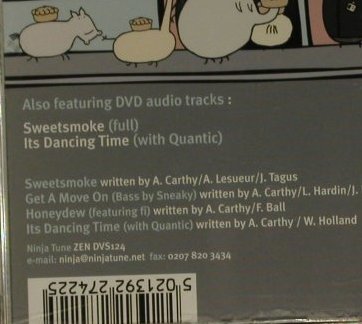 Also featuring DVD audio tracks :
Sweetsmoke (full)
Its Dancing Time (with Quantic)
Sweetsmoke written by A. Carthy/A. Lesueur/J. Tagus
Get A Move On (Bass by Sneaky) written by A. Carthy/L. Hardin/J.
Honeydew (featuring fi) written by A. Carthy/F. Ball
Its Dancing Time (with Quantic) written by A. Carthy / W. Holland
Ninja Tune ZEN DVS124
e-mail: ninja@ninjatune.net fax: 0207 820 3434
5 021392 274225